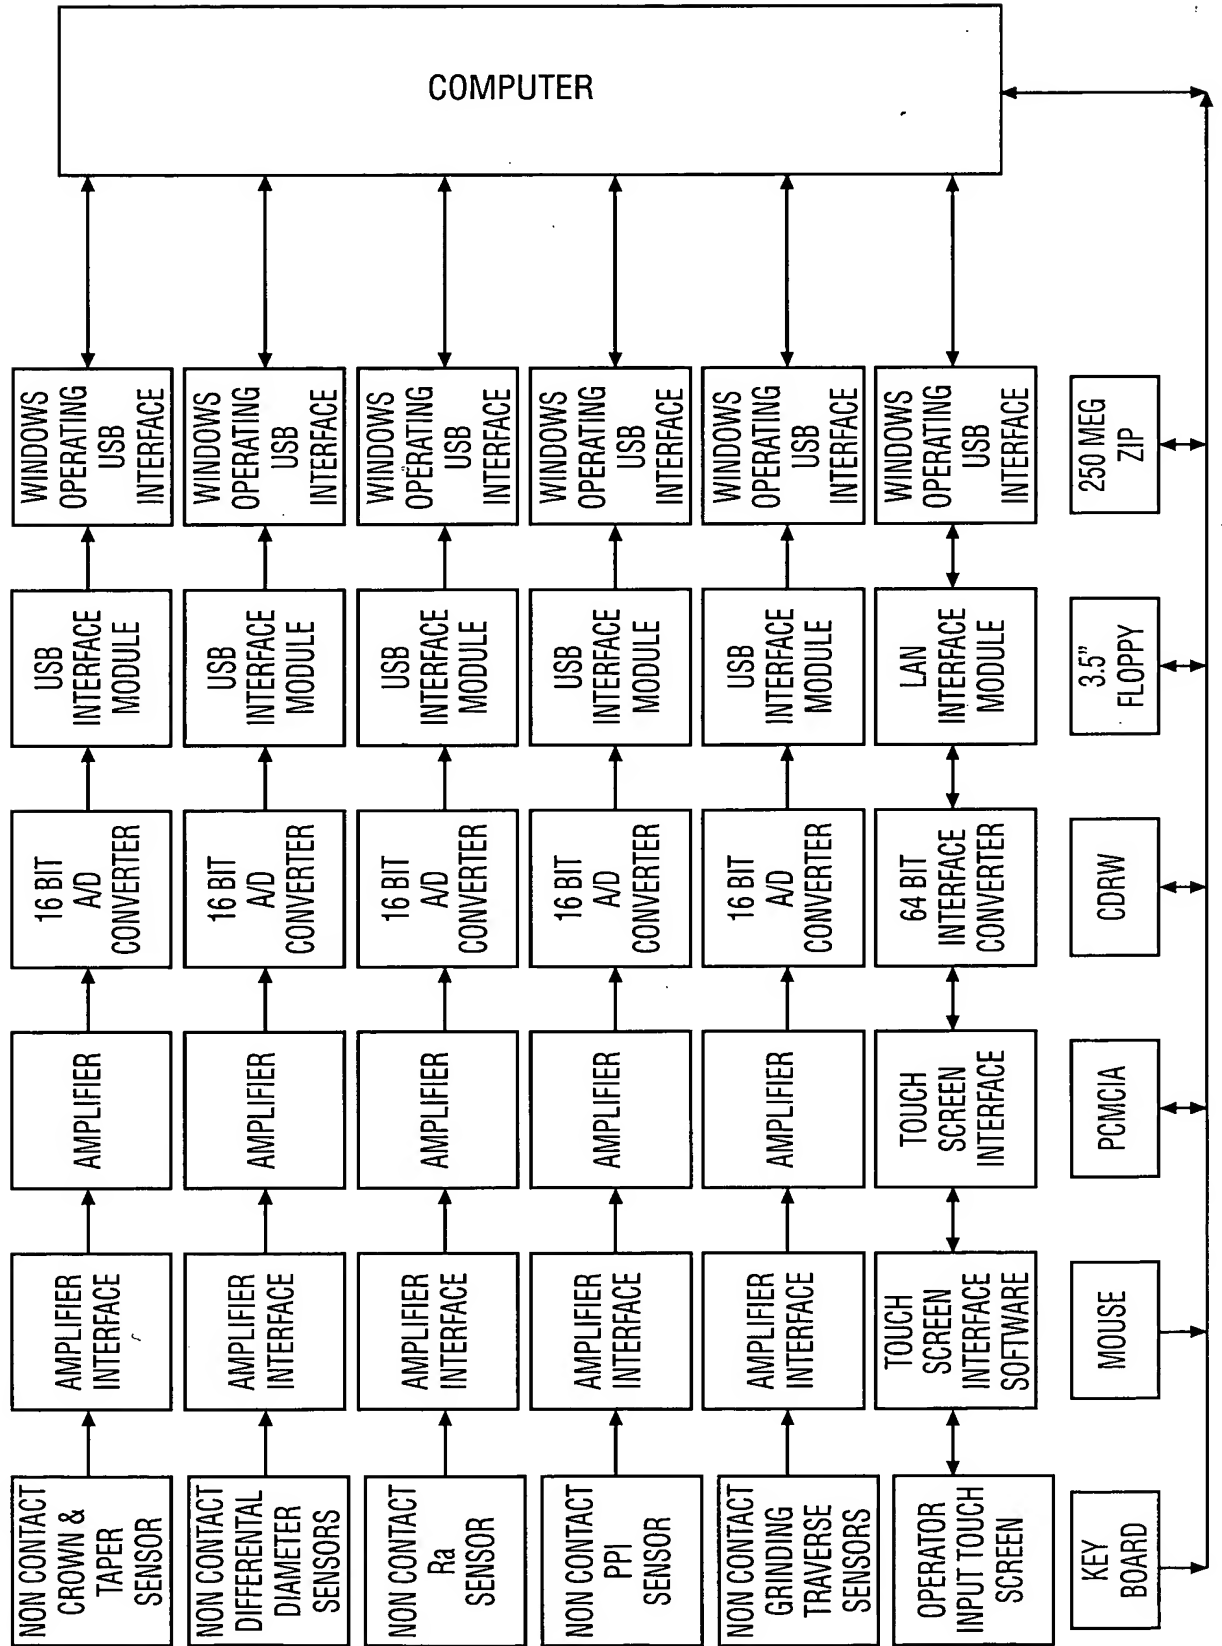 COMPUTER
WINDOWS
OPERATING
USB
INTERFACE
WINDOWS
OPERATING
USB
INTERFACE
WINDOWS
OPERATING
USB
INTERFACE
WINDOWS
OPERATING
USB
INTERFACE
WINDOWS
OPERATING
USB
INTERFACE
WINDOWS
OPERATING
USB
INTERFACE
250 MEG
ZIP
USB
INTERFACE
MODULE
USB
INTERFACE
MODULE
USB
INTERFACE
MODULE
USB
INTERFACE
MODULE
USB
INTERFACE
MODULE
LAN
INTERFACE
MODULE
3.5"
FLOPPY
16 BIT
A/D
CONVERTER
16 BIT
A/D
CONVERTER
16 BIT
A/D
CONVERTER
16 BIT
A/D
CONVERTER
16 BIT
A/D
CONVERTER
64 BIT
INTERFACE
CONVERTER
CDRW
AMPLIFIER
AMPLIFIER
AMPLIFIER
AMPLIFIER
AMPLIFIER
TOUCH
SCREEN
INTERFACE
PCMCIA
AMPLIFIER
INTERFACE
AMPLIFIER
INTERFACE
AMPLIFIER
INTERFACE
AMPLIFIER
INTERFACE
AMPLIFIER
INTERFACE
TOUCH
SCREEN
INTERFACE
SOFTWARE
MOUSE
NON CONTACT
CROWN &
TAPER
SENSOR
NON CONTACT
DIFFERENTIAL
DIAMETER
SENSORS
NON CONTACT
Ra
SENSOR
NON CONTACT
PPI
SENSOR
NON CONTACT
GRINDING
TRAVERSE
SENSORS
OPERATOR
INPUT TOUCH
SCREEN
KEY
BOARD